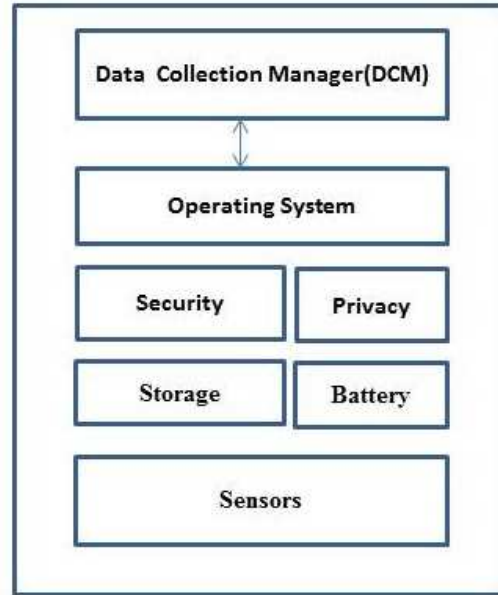 Data Collection Manager(DCM)
Operating System
Security
Privacy
Storage
Battery
Sensors